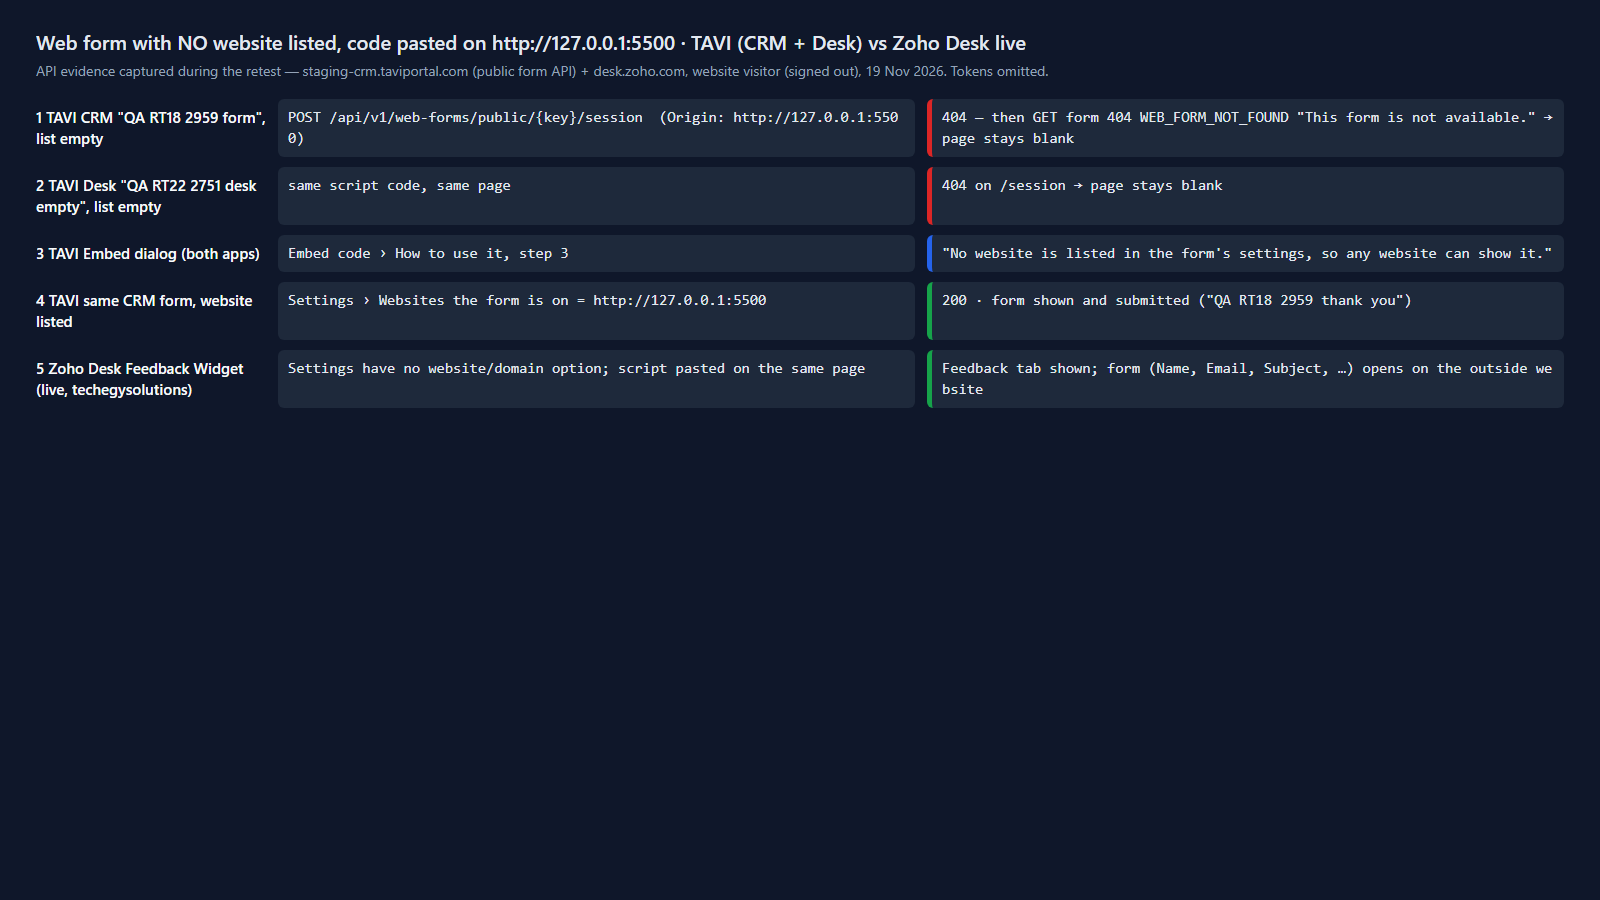 Web form with NO website listed, code pasted on http://127.0.0.1:5500 · TAVI (CRM + Desk) vs Zoho Desk live
API evidence captured during the retest — staging-crm.taviportal.com (public form API) + desk.zoho.com, website visitor (signed out), 19 Nov 2026. Tokens omitted.
1 TAVI CRM "QA RT18 2959 form",
list empty
POST /api/v1/web-forms/public/{key}/session  (Origin: http://127.0.0.1:550
0)
404 — then GET form 404 WEB_FORM_NOT_FOUND "This form is not available." →
page stays blank
2 TAVI Desk "QA RT22 2751 desk
empty", list empty
same script code, same page
404 on /session → page stays blank
3 TAVI Embed dialog (both apps)
Embed code › How to use it, step 3
"No website is listed in the form's settings, so any website can show it."
4 TAVI same CRM form, website
listed
Settings › Websites the form is on = http://127.0.0.1:5500
200 · form shown and submitted ("QA RT18 2959 thank you")
5 Zoho Desk Feedback Widget
(live, techegysolutions)
Settings have no website/domain option; script pasted on the same page
Feedback tab shown; form (Name, Email, Subject, …) opens on the outside we
bsite